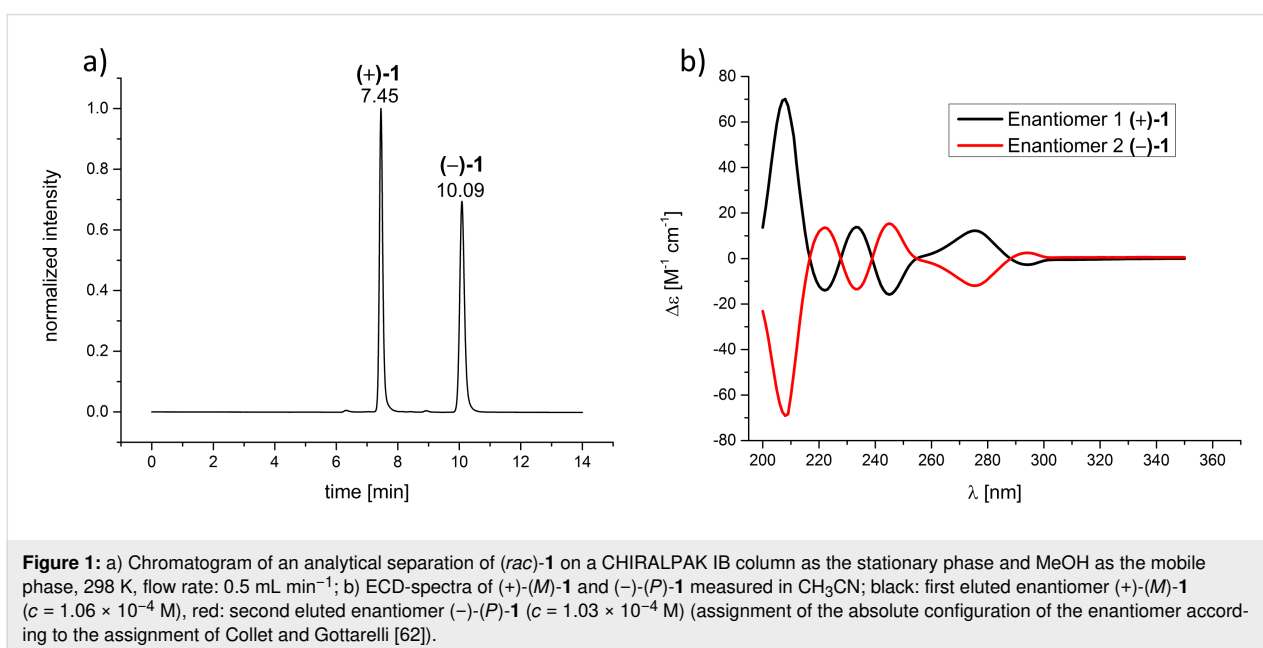 a)
(+)-1
7.45
(−)-1
10.09
1.0
0.8
0.6
0.4
0.2
0.0
normalized intensity
0 2 4 6 8 10 12 14
time [min]
b)
Enantiomer 1 (+)-1
Enantiomer 2 (−)-1
80
60
40
20
0
-20
-40
-60
-80
Δε [M⁻¹ cm⁻¹]
200 220 240 260 280 300 320 340 360
λ [nm]
Figure 1: a) Chromatogram of an analytical separation of (rac)-1 on a CHIRALPAK IB column as the stationary phase and MeOH as the mobile
phase, 298 K, flow rate: 0.5 mL min⁻¹; b) ECD-spectra of (+)-(M)-1 and (−)-(P)-1 measured in CH₃CN; black: first eluted enantiomer (+)-(M)-1
(c = 1.06 × 10⁻⁴ M), red: second eluted enantiomer (−)-(P)-1 (c = 1.03 × 10⁻⁴ M) (assignment of the absolute configuration of the enantiomer accord-
ing to the assignment of Collet and Gottarelli [62]).